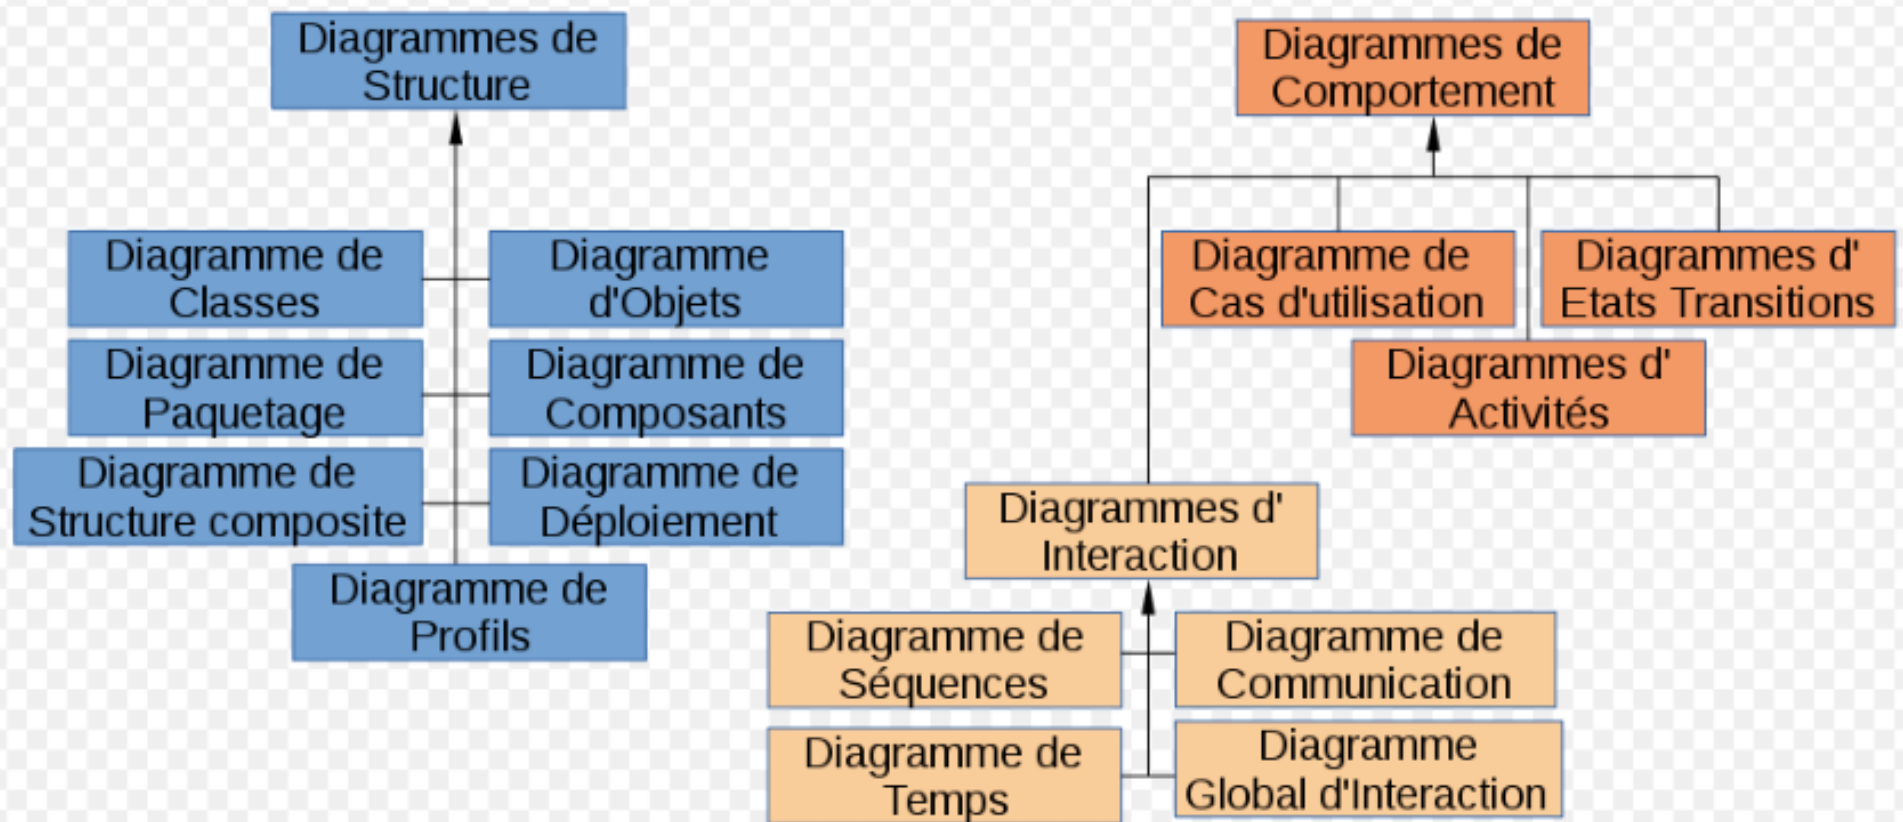 Diagrammes de
Structure
Diagramme de
Classes
Diagramme
d'Objets
Diagramme de
Paquetage
Diagramme de
Composants
Diagramme de
Structure composite
Diagramme de
Déploiement
Diagramme de
Profils
Diagrammes de
Comportement
Diagramme de
Cas d'utilisation
Diagrammes d'
Etats Transitions
Diagrammes d'
Activités
Diagrammes d'
Interaction
Diagramme de
Séquences
Diagramme de
Communication
Diagramme de
Temps
Diagramme
Global d'Interaction